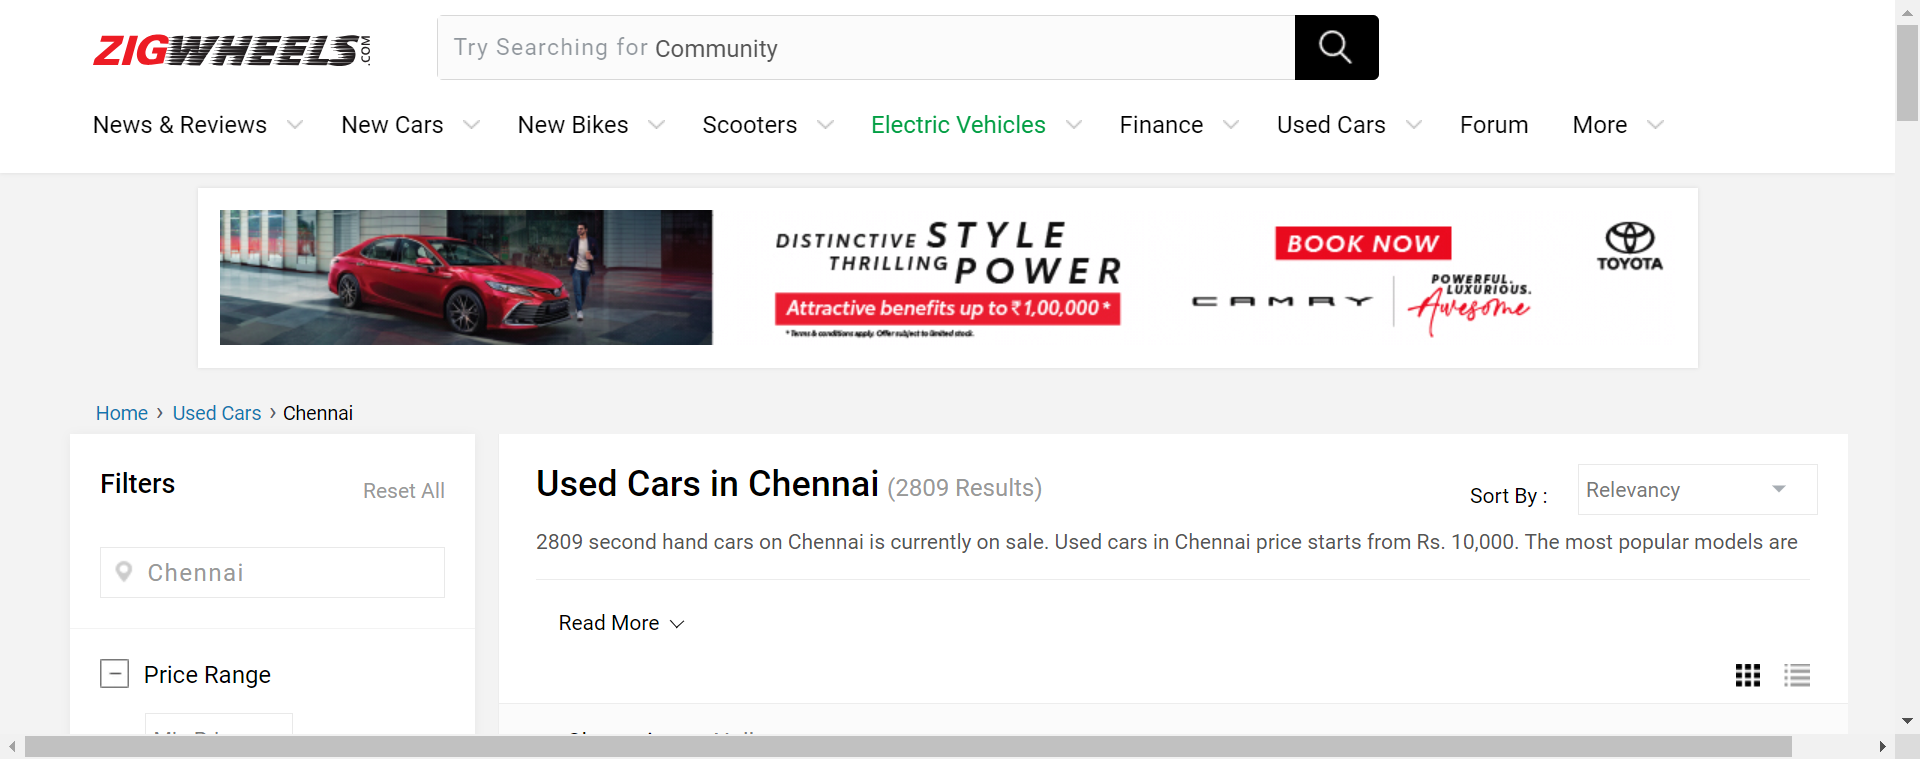 ZIGWHEELS.COM
Try Searching for Community
News & Reviews New Cars New Bikes Scooters Electric Vehicles Finance Used Cars Forum More
DISTINCTIVE STYLE
THRILLING POWER
Attractive benefits up to ₹1,00,000*
* Terms & conditions apply. Offer subject to limited stock.
BOOK NOW
CAMRY
POWERFUL.
LUXURIOUS.
Awesome
TOYOTA
Home › Used Cars › Chennai
Filters
Reset All
Chennai
Price Range
Used Cars in Chennai (2809 Results)
Sort By :
Relevancy
2809 second hand cars on Chennai is currently on sale. Used cars in Chennai price starts from Rs. 10,000. The most popular models are
Read More